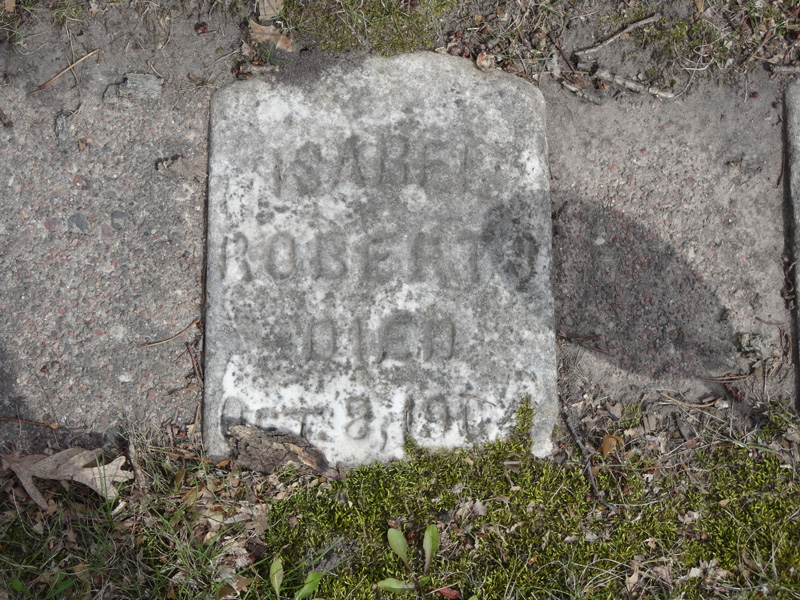 ISABEL
ROBERTS
DIED
OCT. 8,